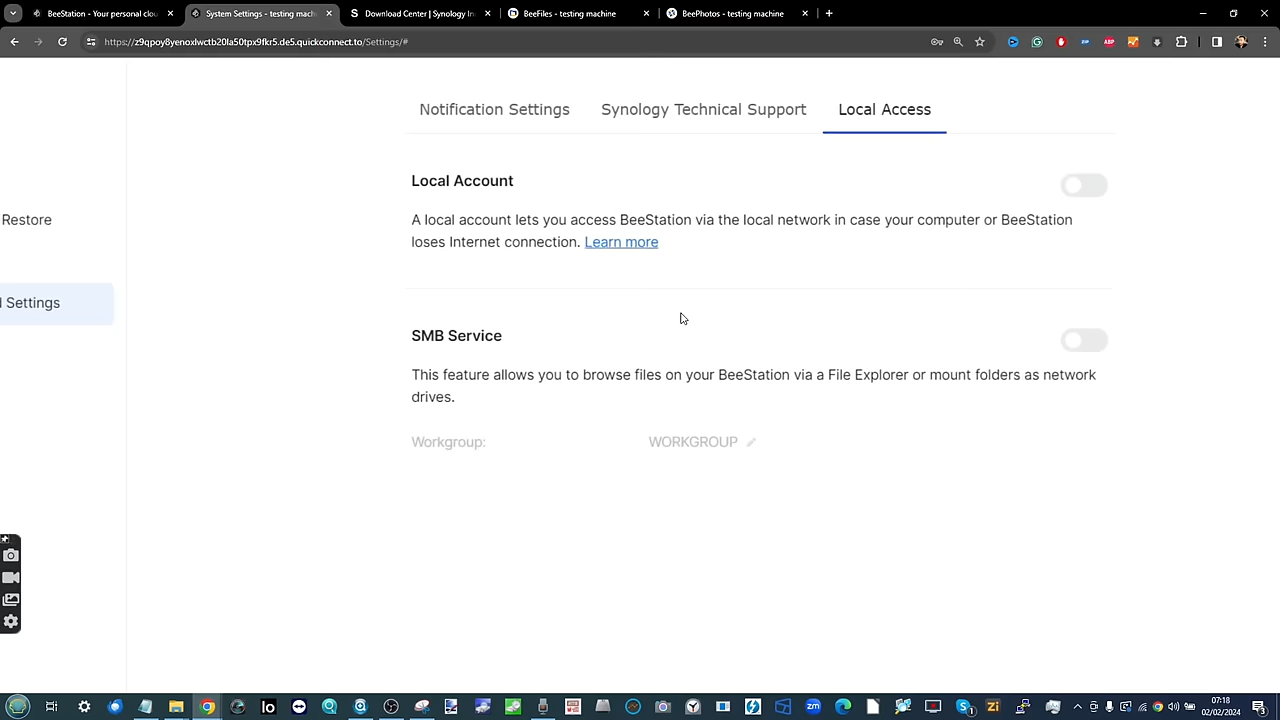 BeeStation - Your personal clou
System Settings - testing mach
Download Center | Synology In
BeeFiles - testing machine
BeePhotos - testing machine
https://z9qpoy8yenoxlwctb20la50tpx9fkr5.de5.quickconnect.to/Settings/#
Notification Settings
Synology Technical Support
Local Access
Restore
l Settings
Local Account
A local account lets you access BeeStation via the local network in case your computer or BeeStation
loses Internet connection. Learn more
SMB Service
This feature allows you to browse files on your BeeStation via a File Explorer or mount folders as network
drives.
Workgroup:
WORKGROUP
07:18
02/02/2024